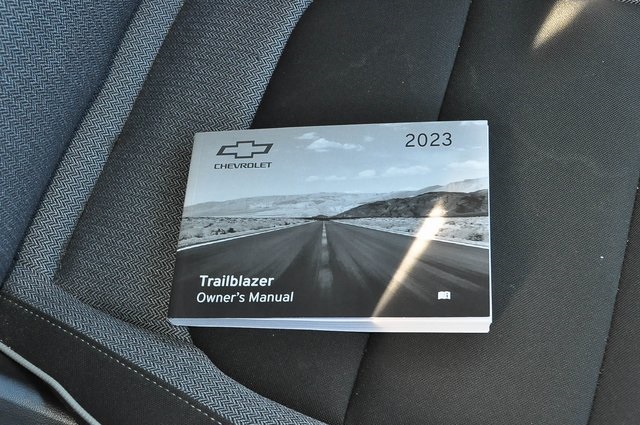 2023
CHEVROLET
Trailblazer
Owner's Manual